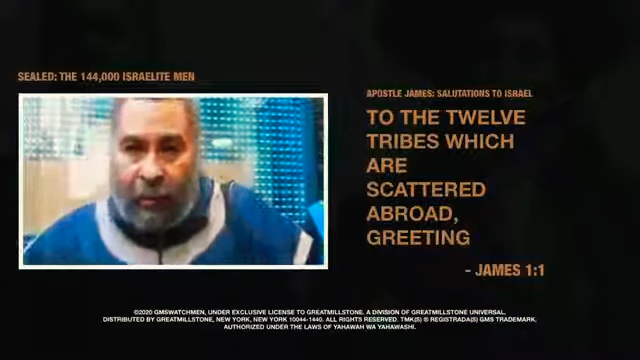 SEALED: THE 144,000 ISRAELITE MEN
APOSTLE JAMES: SALUTATIONS TO ISRAEL
TO THE TWELVE
TRIBES WHICH
ARE
SCATTERED
ABROAD,
GREETING
- JAMES 1:1
©2020 GMSWATCHMEN, UNDER EXCLUSIVE LICENSE TO GREATMILLSTONE, A DIVISION OF GREATMILLSTONE UNIVERSAL,
DISTRIBUTED BY GREATMILLSTONE, NEW YORK, NEW YORK 10044-1440. ALL RIGHTS RESERVED. TMK(S) ® REGISTRADA(S) GMS TRADEMARK.
AUTHORIZED UNDER THE LAWS OF YAHAWAH WA YAHAWASHI.